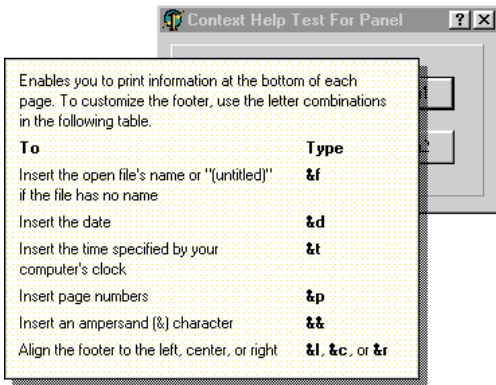 Context Help Test For Panel
Enables you to print information at the bottom of each
page. To customize the footer, use the letter combinations
in the following table.
To Type
Insert the open file's name or "(untitled)" &f
if the file has no name
Insert the date &d
Insert the time specified by your &t
computer's clock
Insert page numbers &p
Insert an ampersand (&) character &&
Align the footer to the left, center, or right &l, &c, or &r